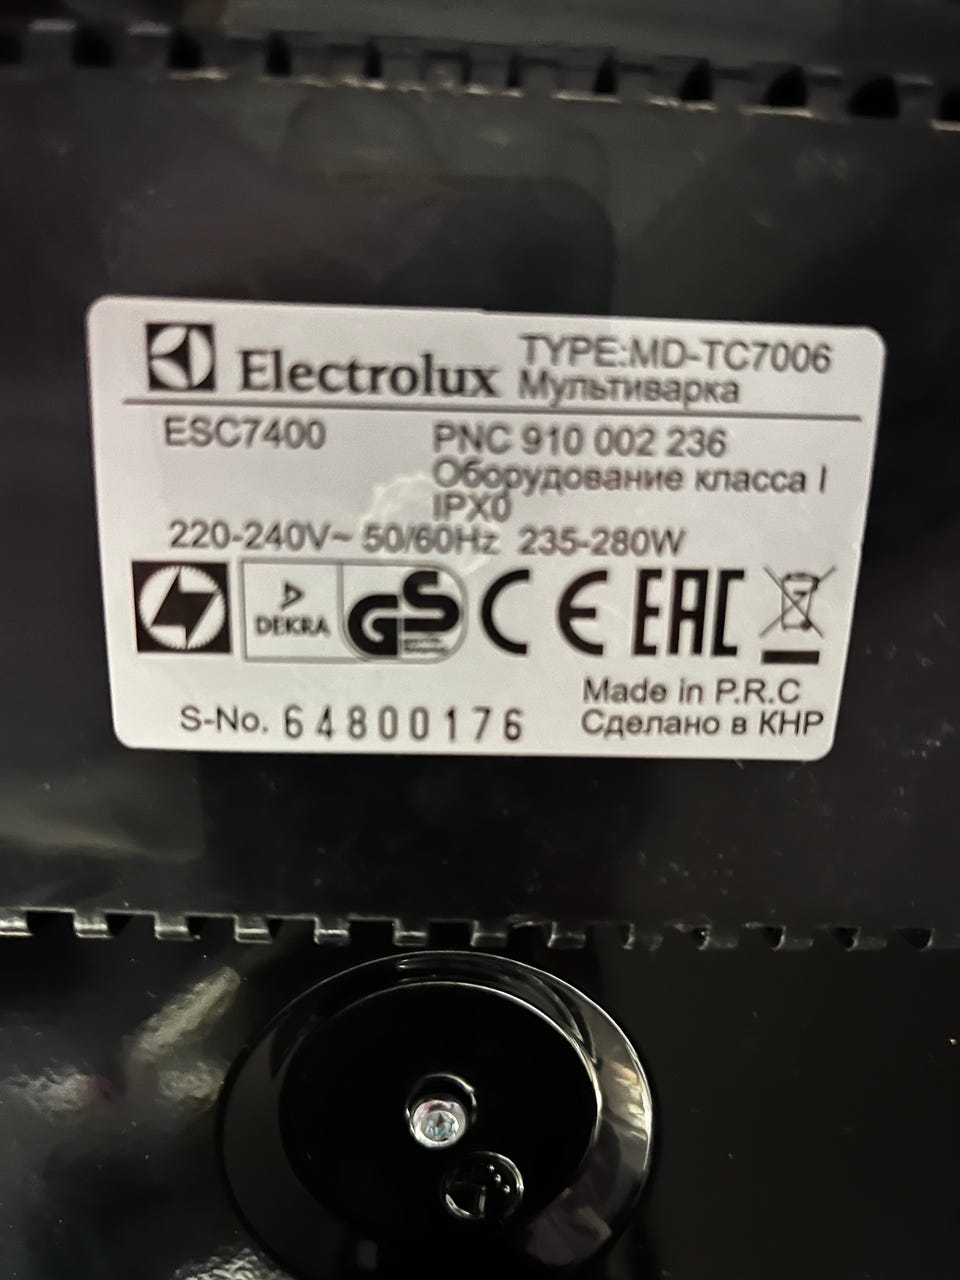 Electrolux TYPE:MD-TC7006
Мультиварка
ESC7400 PNC 910 002 236
Оборудование класса I
IPX0
220-240V~ 50/60Hz 235-280W
DEKRA GS CE EAC
Made in P.R.C
S-No. 64800176 Сделано в КНР